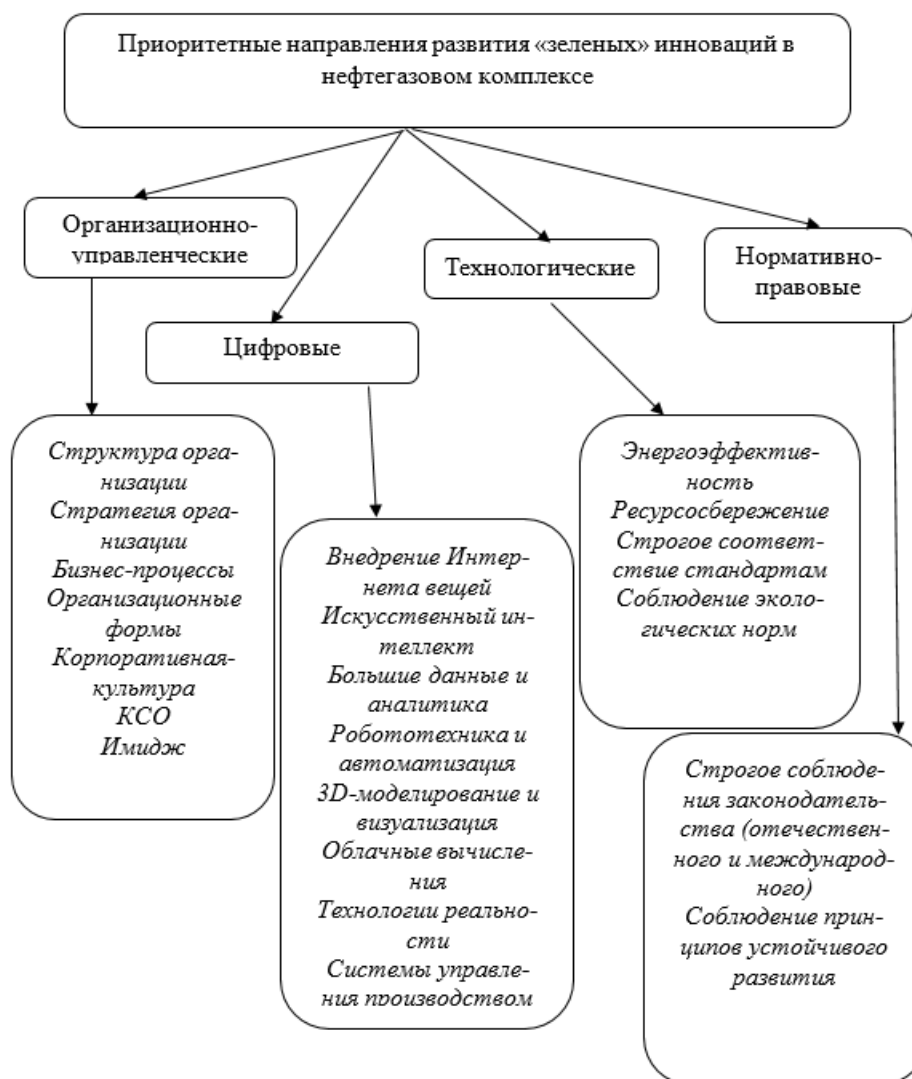 Приоритетные направления развития «зеленых» инноваций в
нефтегазовом комплексе
Организационно-
управленческие
Цифровые
Технологические
Нормативно-
правовые
Структура орга-
низации
Стратегия орга-
низации
Бизнес-процессы
Организационные
формы
Корпоративная-
культура
КСО
Имидж
Внедрение Интер-
нета вещей
Искусственный ин-
теллект
Большие данные и
аналитика
Робототехника и
автоматизация
3D-моделирование и
визуализация
Облачные вычисле-
ния
Технологии реально-
сти
Системы управле-
ния производством
Энергоэффектив-
ность
Ресурсосбережение
Строгое соответ-
ствие стандартам
Соблюдение эколо-
гических норм
Строгое соблюде-
ния законодатель-
ства (отечествен-
ного и международ-
ного)
Соблюдение прин-
ципов устойчивого
развития